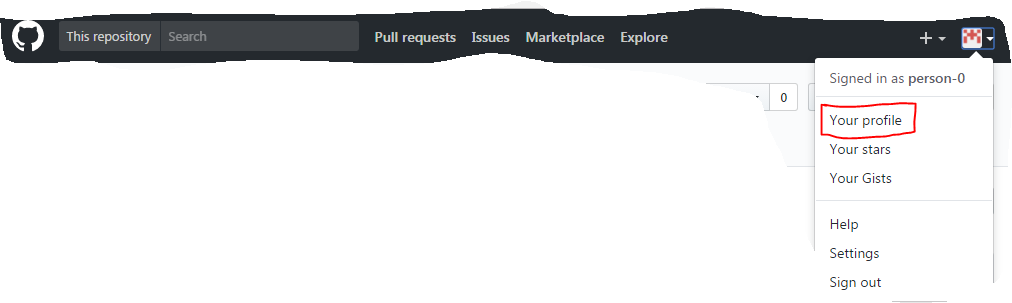 This repository Search Pull requests Issues Marketplace Explore
Signed in as person-0
0
Your profile
Your stars
Your Gists
Help
Settings
Sign out